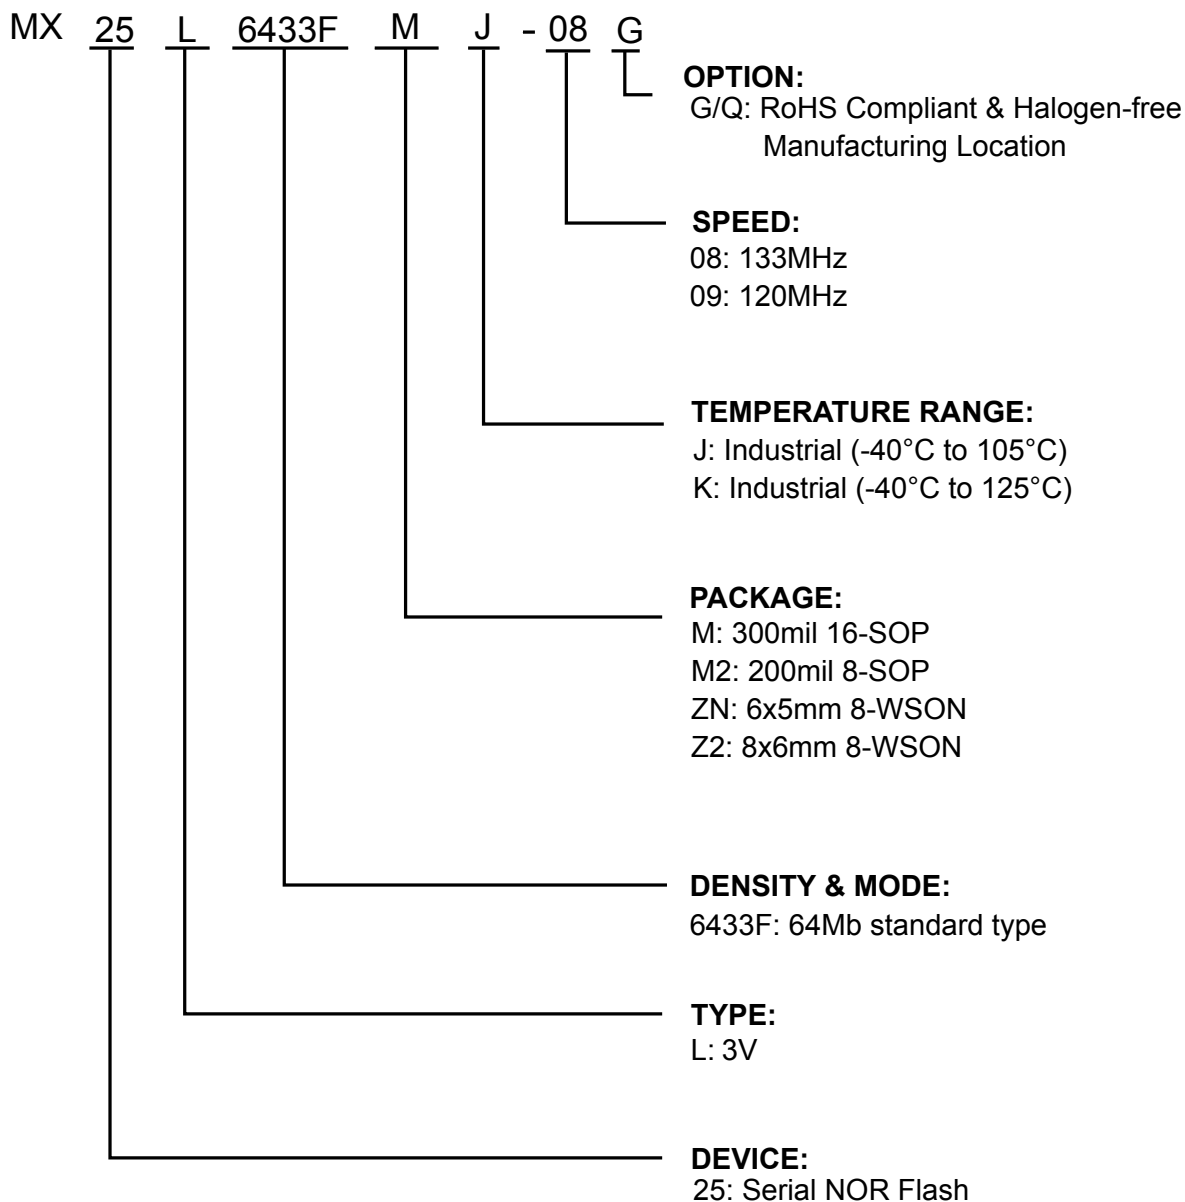 MX 25 L 6433F M J - 08 G
OPTION:
G/Q: RoHS Compliant & Halogen-free
Manufacturing Location
SPEED:
08: 133MHz
09: 120MHz
TEMPERATURE RANGE:
J: Industrial (-40°C to 105°C)
K: Industrial (-40°C to 125°C)
PACKAGE:
M: 300mil 16-SOP
M2: 200mil 8-SOP
ZN: 6x5mm 8-WSON
Z2: 8x6mm 8-WSON
DENSITY & MODE:
6433F: 64Mb standard type
TYPE:
L: 3V
DEVICE:
25: Serial NOR Flash